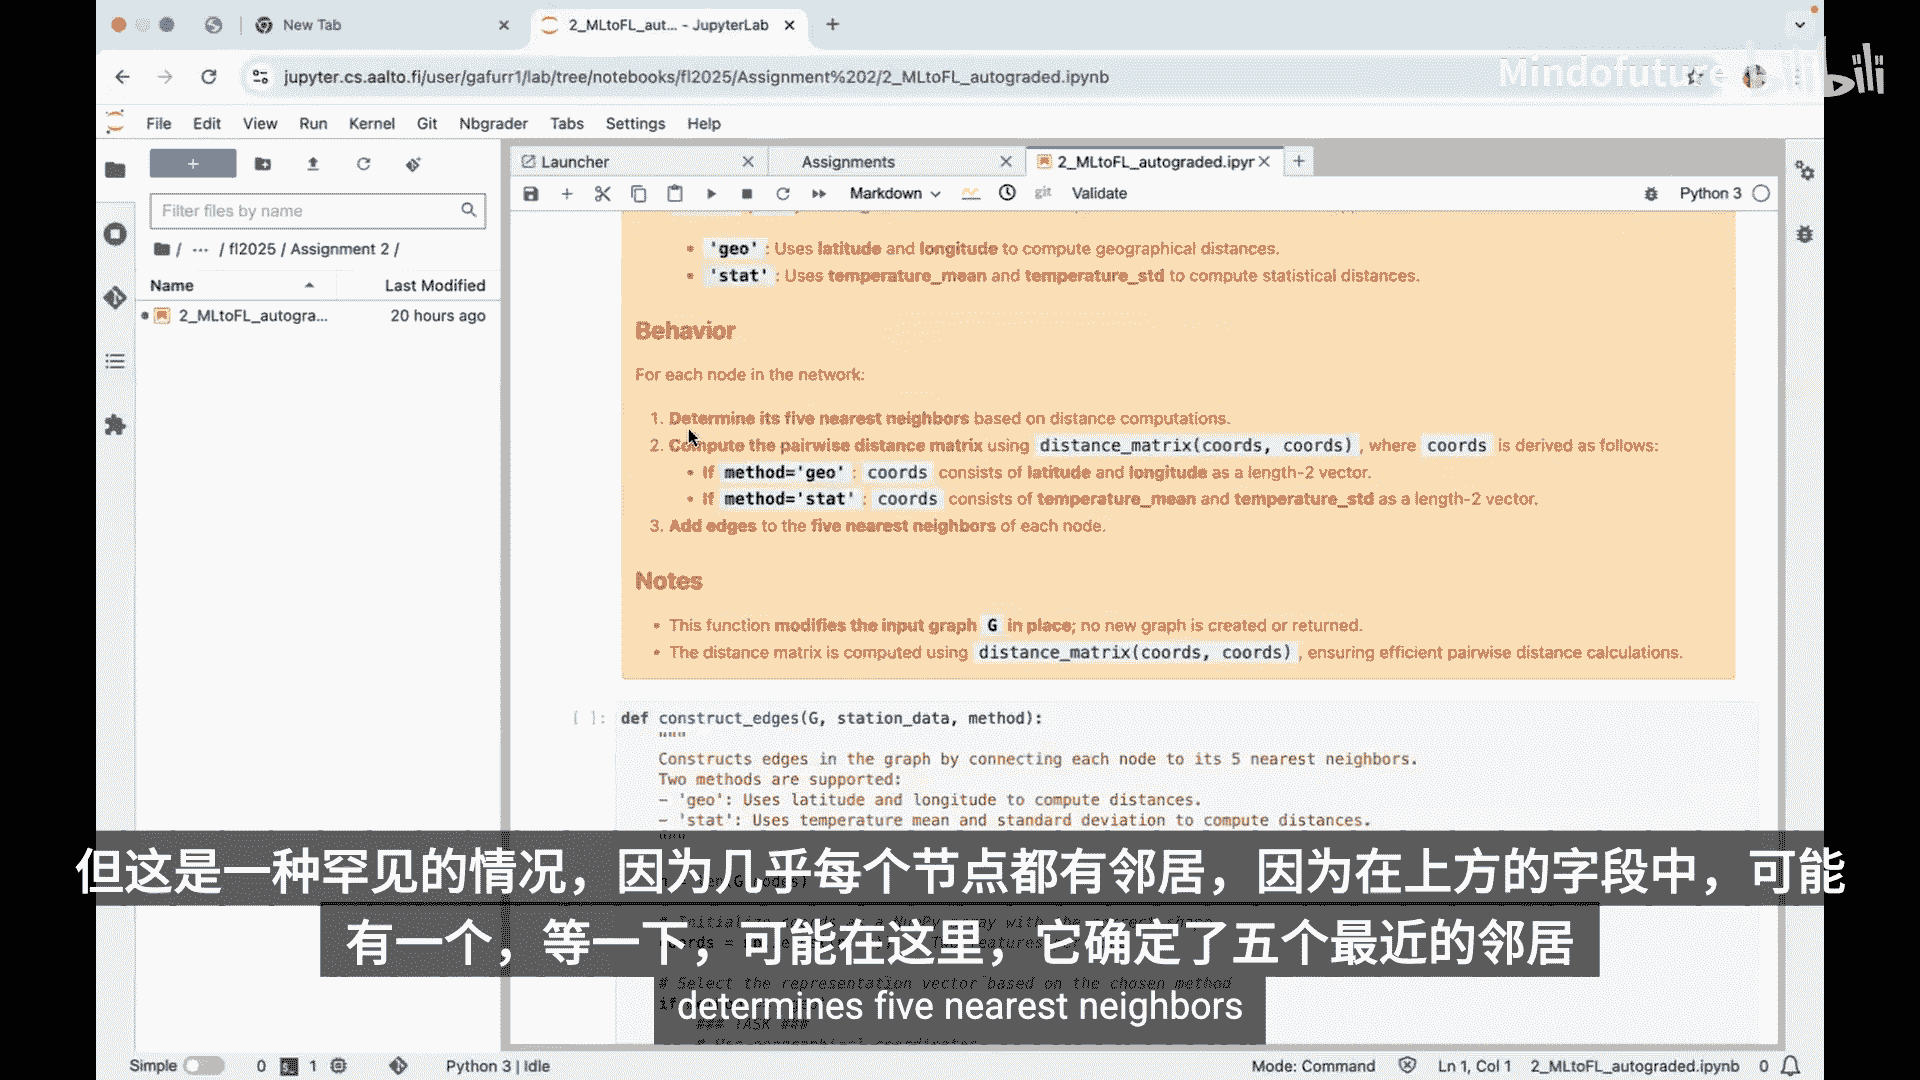 New Tab
2_MLtoFL_aut... - JupyterLab
jupyter.cs.aalto.fi/user/gafurr1/lab/tree/notebooks/fl2025/Assignment%202/2_MLtoFL_autograded.ipynb
Mindofuture
bilibili
File Edit View Run Kernel Git Nbgrader Tabs Settings Help
Launcher
Assignments
2_MLtoFL_autograded.ipyr
Markdown
git
Validate
Python 3
Filter files by name
/ ··· / fl2025 / Assignment 2 /
Name Last Modified
2_MLtoFL_autogra... 20 hours ago
• 'geo' : Uses latitude and longitude to compute geographical distances.
• 'stat' : Uses temperature_mean and temperature_std to compute statistical distances.
Behavior
For each node in the network:
1. Determine its five nearest neighbors based on distance computations.
2. Compute the pairwise distance matrix using distance_matrix(coords, coords) , where coords is derived as follows:
• If method='geo' : coords consists of latitude and longitude as a length-2 vector.
• If method='stat' : coords consists of temperature_mean and temperature_std as a length-2 vector.
3. Add edges to the five nearest neighbors of each node.
Notes
• This function modifies the input graph G in place; no new graph is created or returned.
• The distance matrix is computed using distance_matrix(coords, coords) , ensuring efficient pairwise distance calculations.
[ ]: def construct_edges(G, station_data, method):
"""
Constructs edges in the graph by connecting each node to its 5 nearest neighbors.
Two methods are supported:
- 'geo': Uses latitude and longitude to compute distances.
- 'stat': Uses temperature mean and standard deviation to compute distances.
"""
但这是一种罕见的情况，因为几乎每个节点都有邻居，因为在上方的字段中，可能
有一个，等一下，可能在这里，它确定了五个最近的邻居
# Select the representation vector based on the chosen method
determines five nearest neighbors
### TASK ###
Simple 0 1 Python 3 | Idle Mode: Command Ln 1, Col 1 2_MLtoFL_autograded.ipynb 0